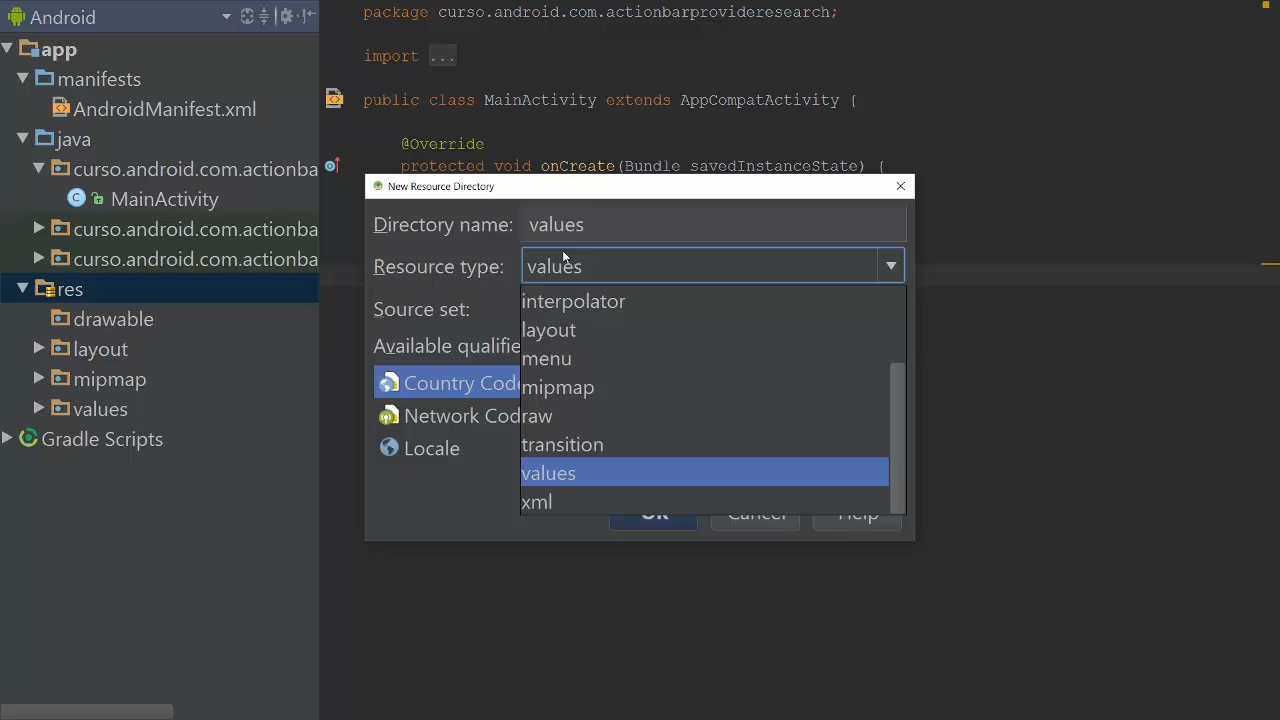 Android
app
manifests
AndroidManifest.xml
java
curso.android.com.actionba
MainActivity
curso.android.com.actionba
curso.android.com.actionba
res
drawable
layout
mipmap
values
Gradle Scripts
package curso.android.com.actionbarprovideresearch;
import ...
public class MainActivity extends AppCompatActivity {
@Override
protected void onCreate(Bundle savedInstanceState) {
New Resource Directory
Directory name: values
Resource type: values
Source set:
Available qualifie
Country Code
Network Cod
Locale
interpolator
layout
menu
mipmap
raw
transition
values
xml
OK Cancel Help